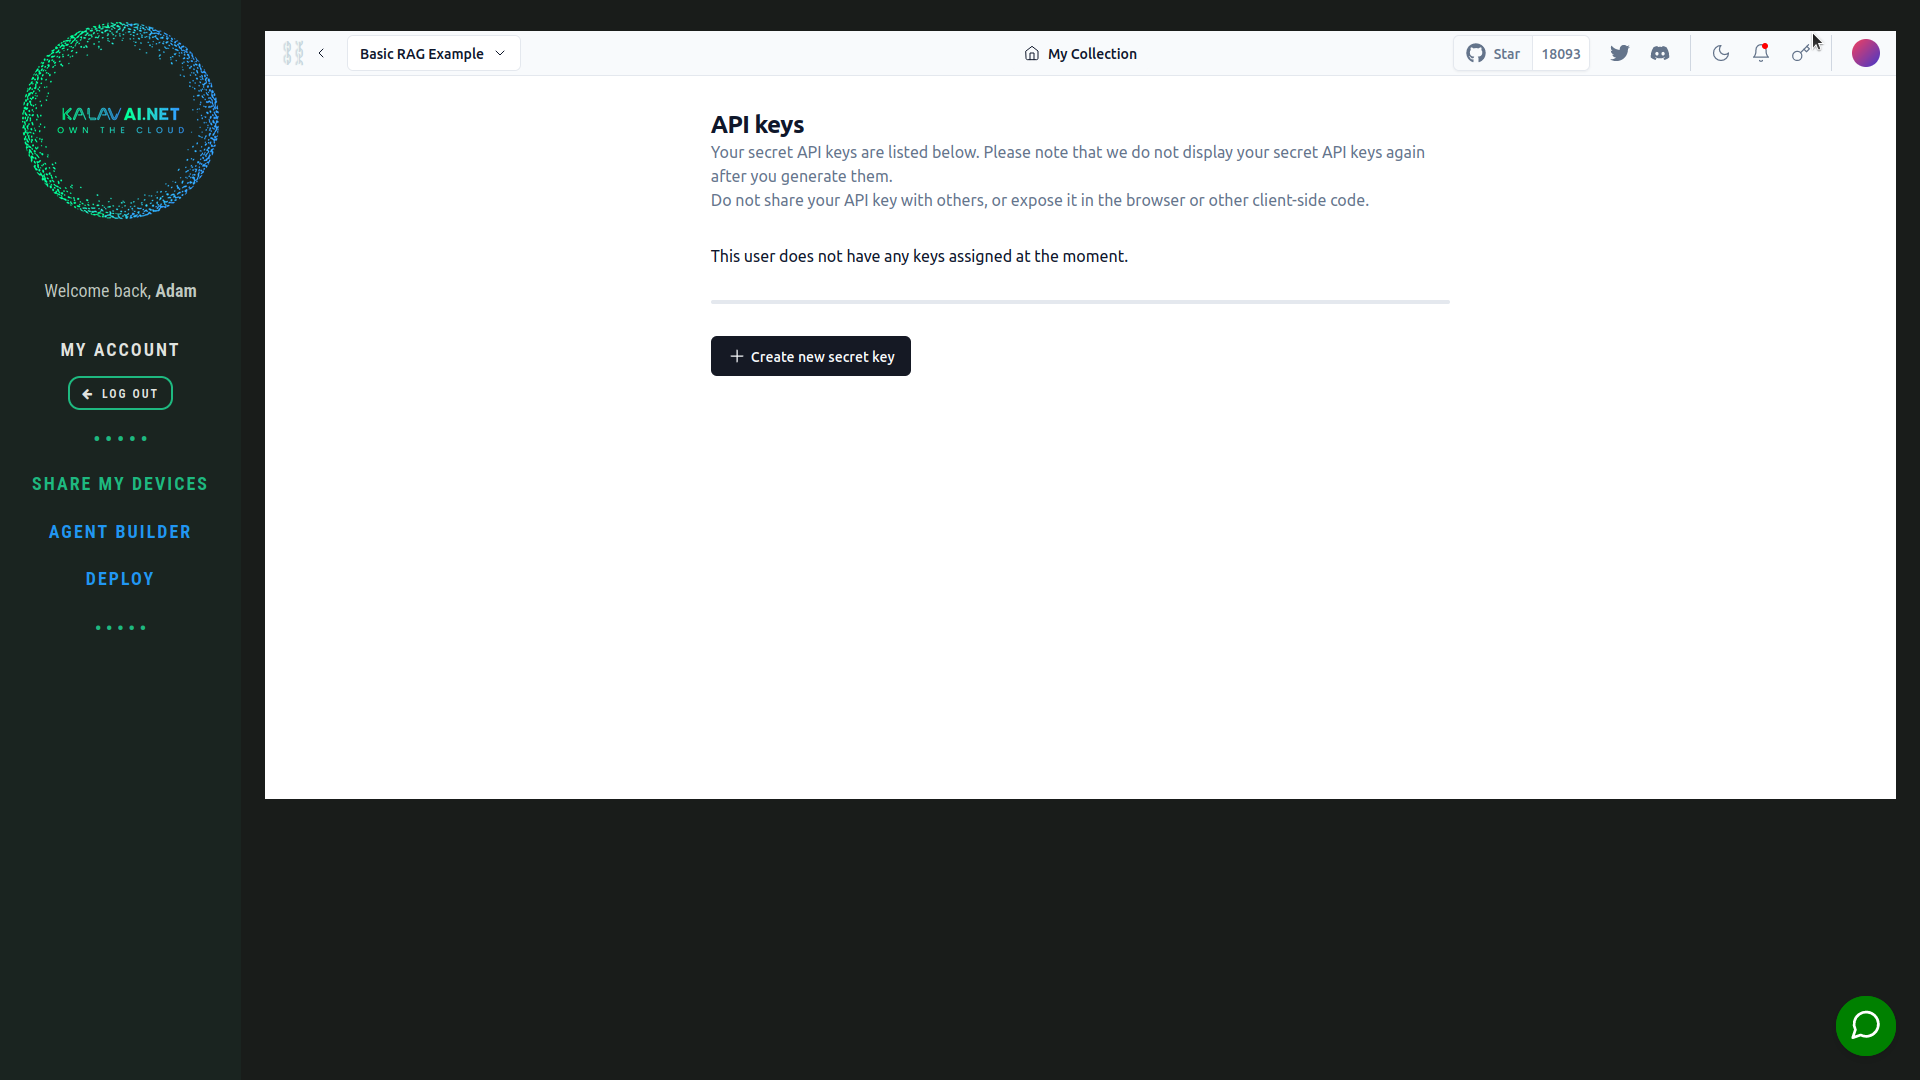 KALAVAI.NET
OWN THE CLOUD
Welcome back, Adam
MY ACCOUNT
LOG OUT
SHARE MY DEVICES
AGENT BUILDER
DEPLOY
Basic RAG Example
My Collection
Star 18093
API keys
Your secret API keys are listed below. Please note that we do not display your secret API keys again
after you generate them.
Do not share your API key with others, or expose it in the browser or other client-side code.
This user does not have any keys assigned at the moment.
Create new secret key